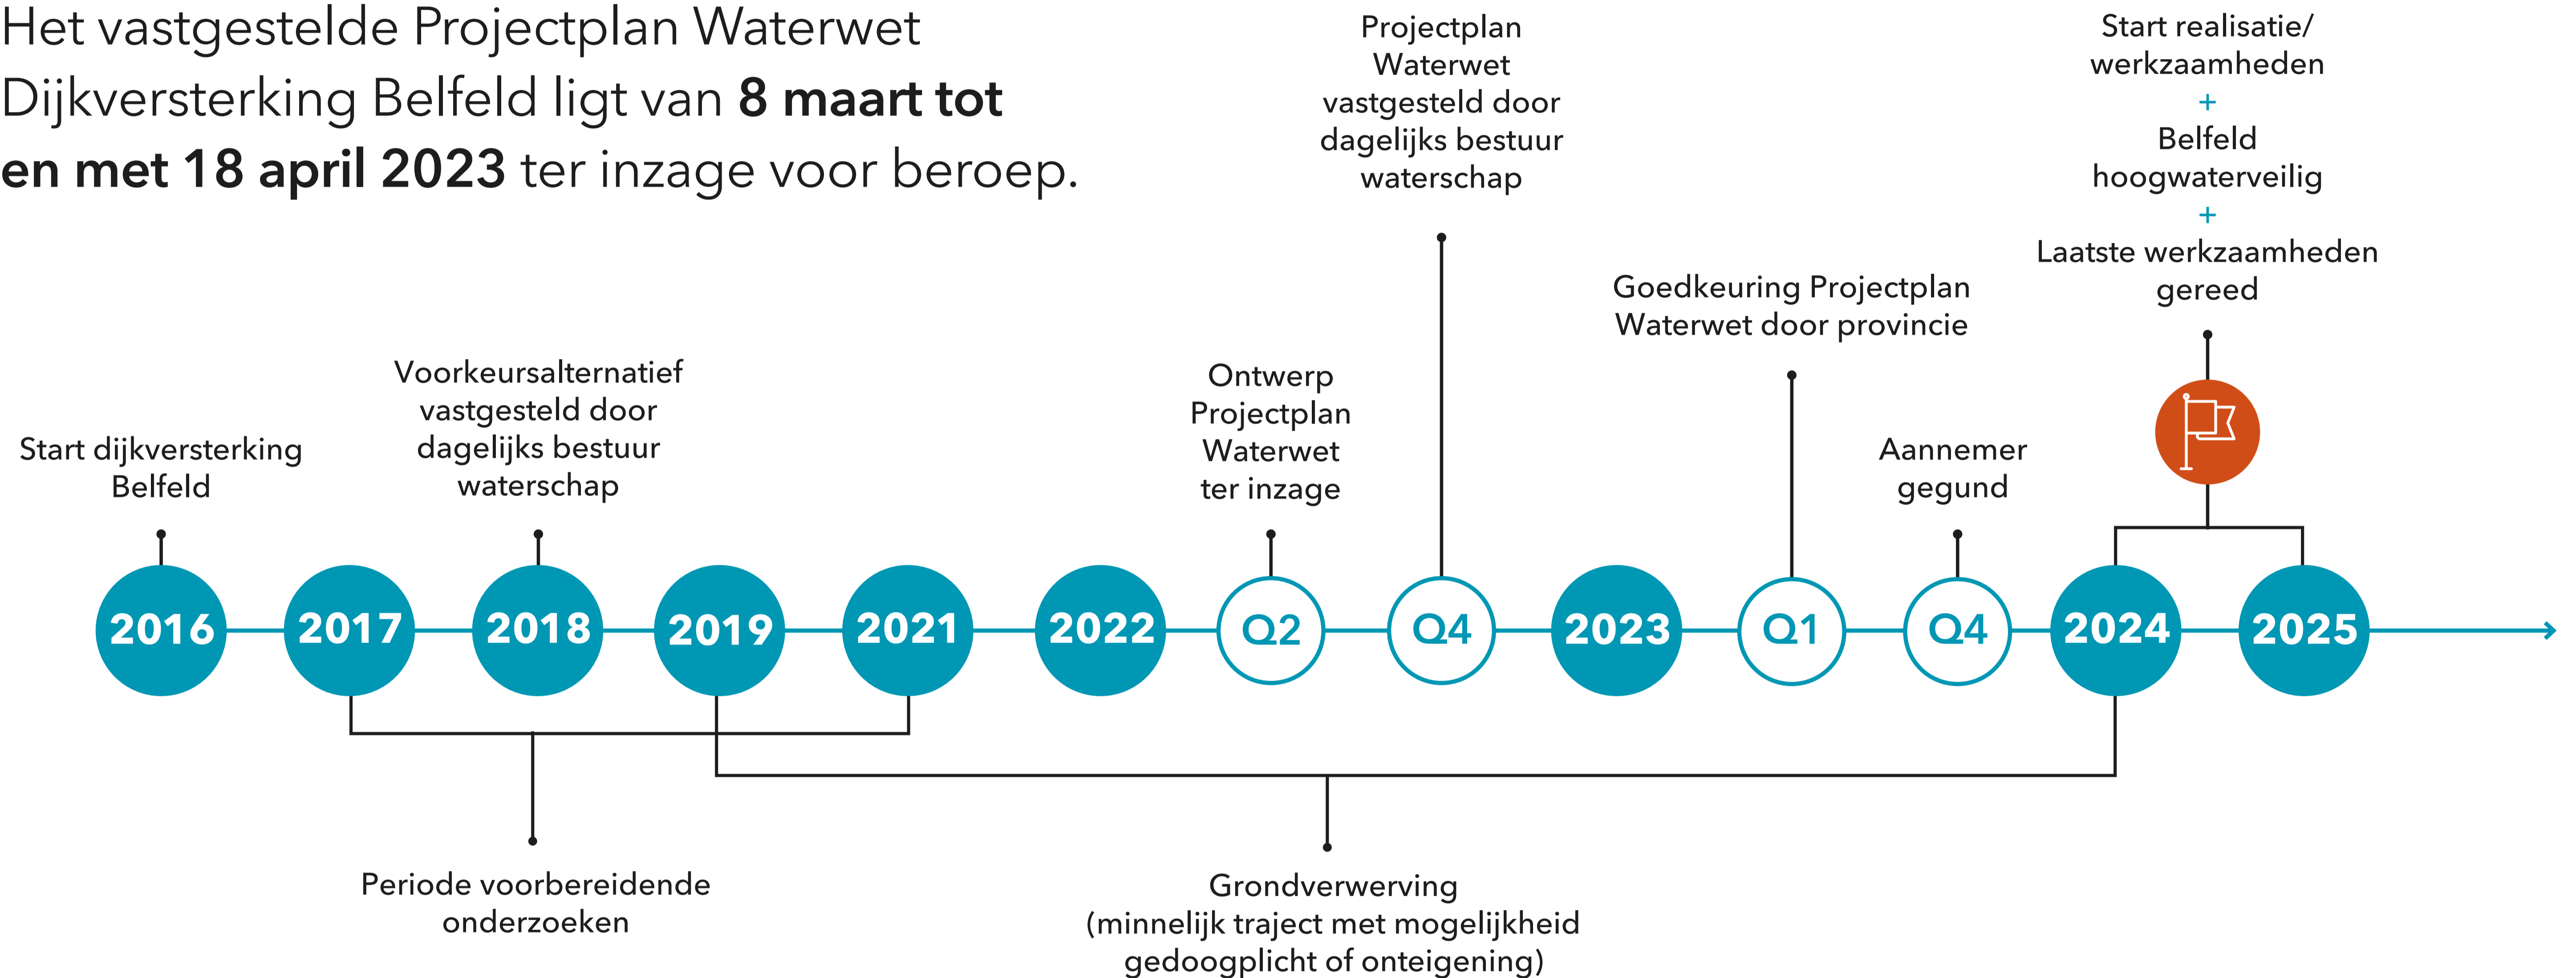 Het vastgestelde Projectplan Waterwet
Dijkversterking Belfeld ligt van 8 maart tot
en met 18 april 2023 ter inzage voor beroep.
Start dijkversterking
Belfeld
Voorkeursalternatief
vastgesteld door
dagelijks bestuur
waterschap
Ontwerp
Projectplan
Waterwet
ter inzage
Projectplan
Waterwet
vastgesteld door
dagelijks bestuur
waterschap
Goedkeuring Projectplan
Waterwet door provincie
Aannemer
gegund
Start realisatie/
werkzaamheden
+
Belfeld
hoogwaterveilig
+
Laatste werkzaamheden
gereed
2016
2017
2018
2019
2021
2022
Q2
Q4
2023
Q1
Q4
2024
2025
Periode voorbereidende
onderzoeken
Grondverwerving
(minnelijk traject met mogelijkheid
gedoogplicht of onteigening)